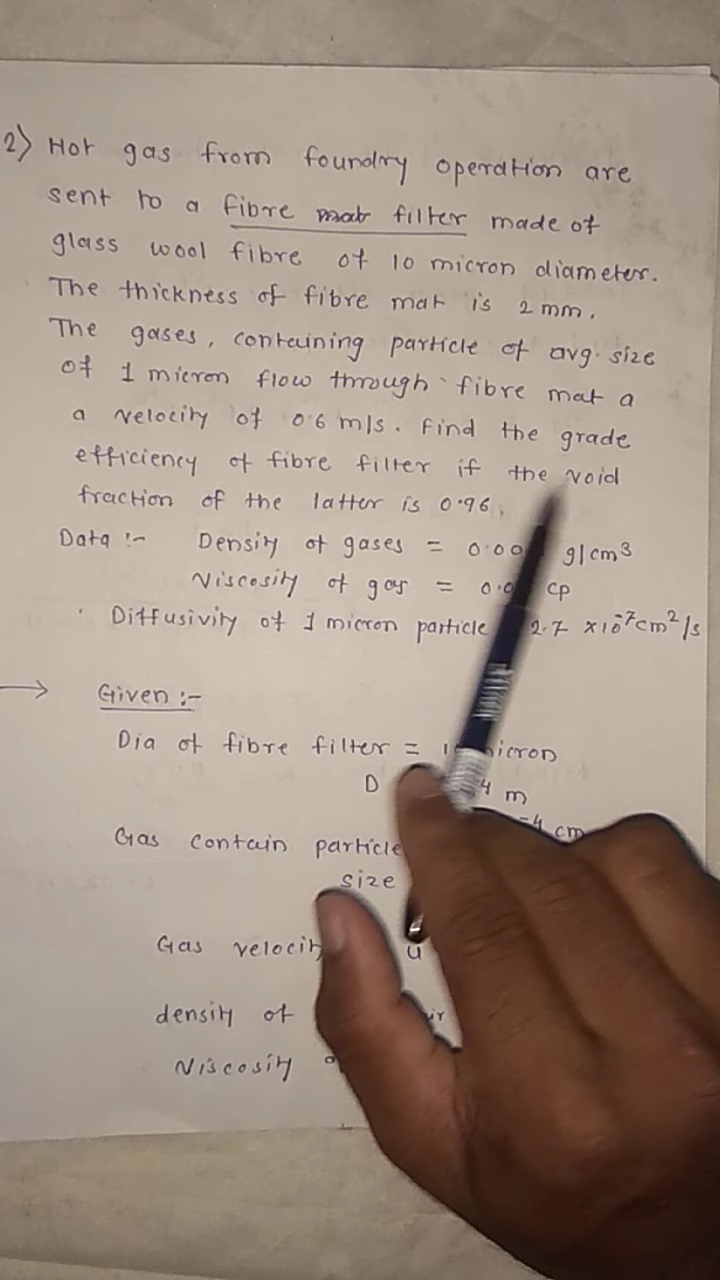 2) Hot gas from foundry operation are
sent to a fibre mat filter made of
glass wool fibre of 10 micron diameter.
The thickness of fibre mat is 2 mm.
The gases, containing particle of avg. size
of 1 micron flow through fibre mat a
a velocity of 0.6 m/s. Find the grade
efficiency of fibre filter if the void
fraction of the latter is 0.96.
Data :- Density of gases = 0.00 g/cm3
Viscosity of gas = 0.0 cp
Diffusivity of 1 micron particle 2.7 x10-7cm2/s
→ Given :-
Dia of fibre filter = micron
D m
-4 cm
Gas contain particle
size
Gas velocit u
density of
Viscosity